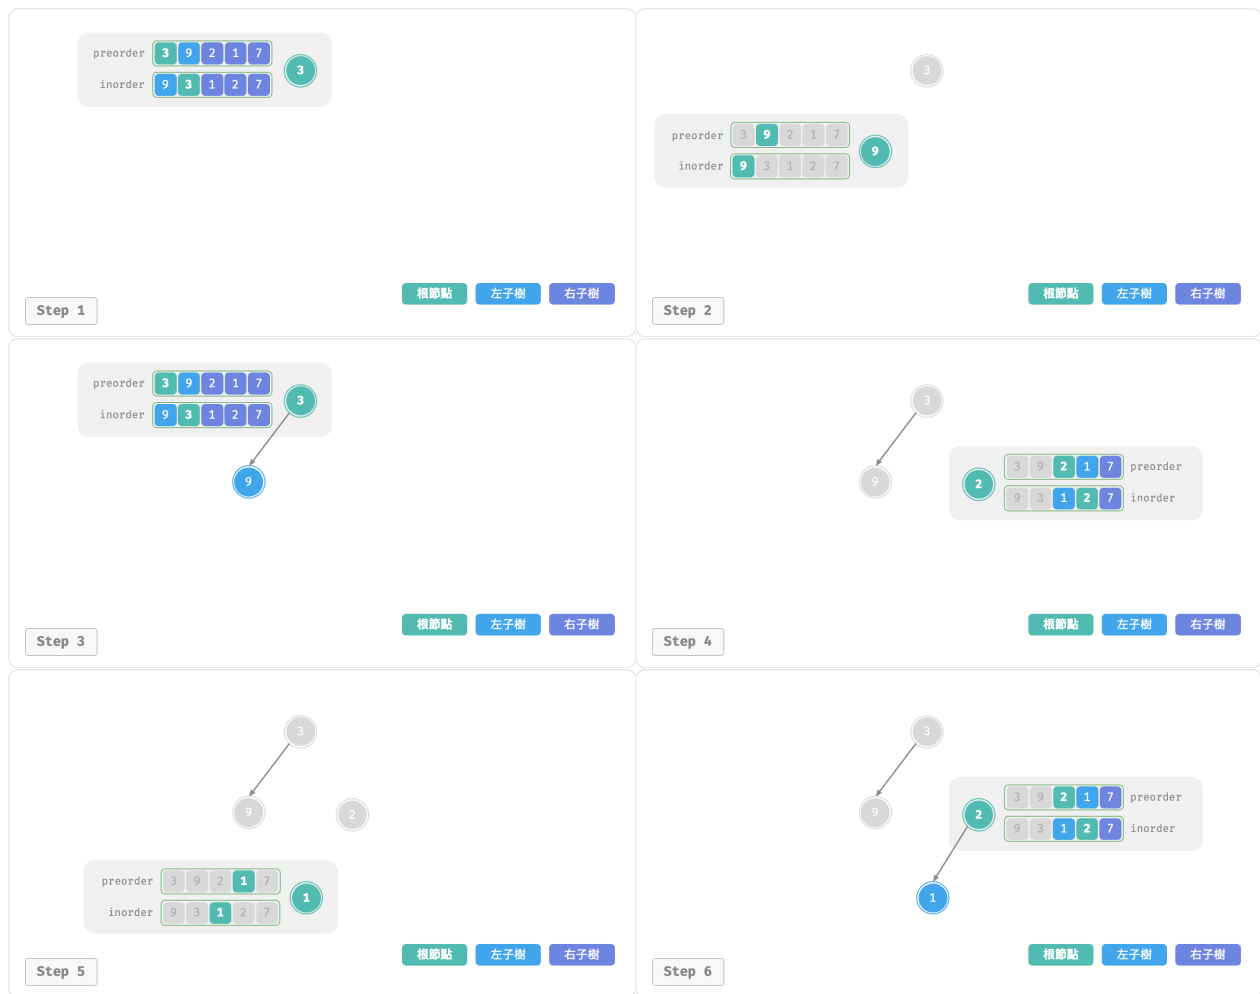 preorder 3 9 2 1 7
3
inorder 9 3 1 2 7
根節點 左子樹 右子樹
Step 1
3
preorder 3 9 2 1 7
9
inorder 9 3 1 2 7
根節點 左子樹 右子樹
Step 2
preorder 3 9 2 1 7
3
inorder 9 3 1 2 7
9
根節點 左子樹 右子樹
Step 3
3
9
2
3 9 2 1 7 preorder
9 3 1 2 7 inorder
根節點 左子樹 右子樹
Step 4
3
9 2
preorder 3 9 2 1 7
1
inorder 9 3 1 2 7
根節點 左子樹 右子樹
Step 5
3
9
2
3 9 2 1 7 preorder
9 3 1 2 7 inorder
1
根節點 左子樹 右子樹
Step 6